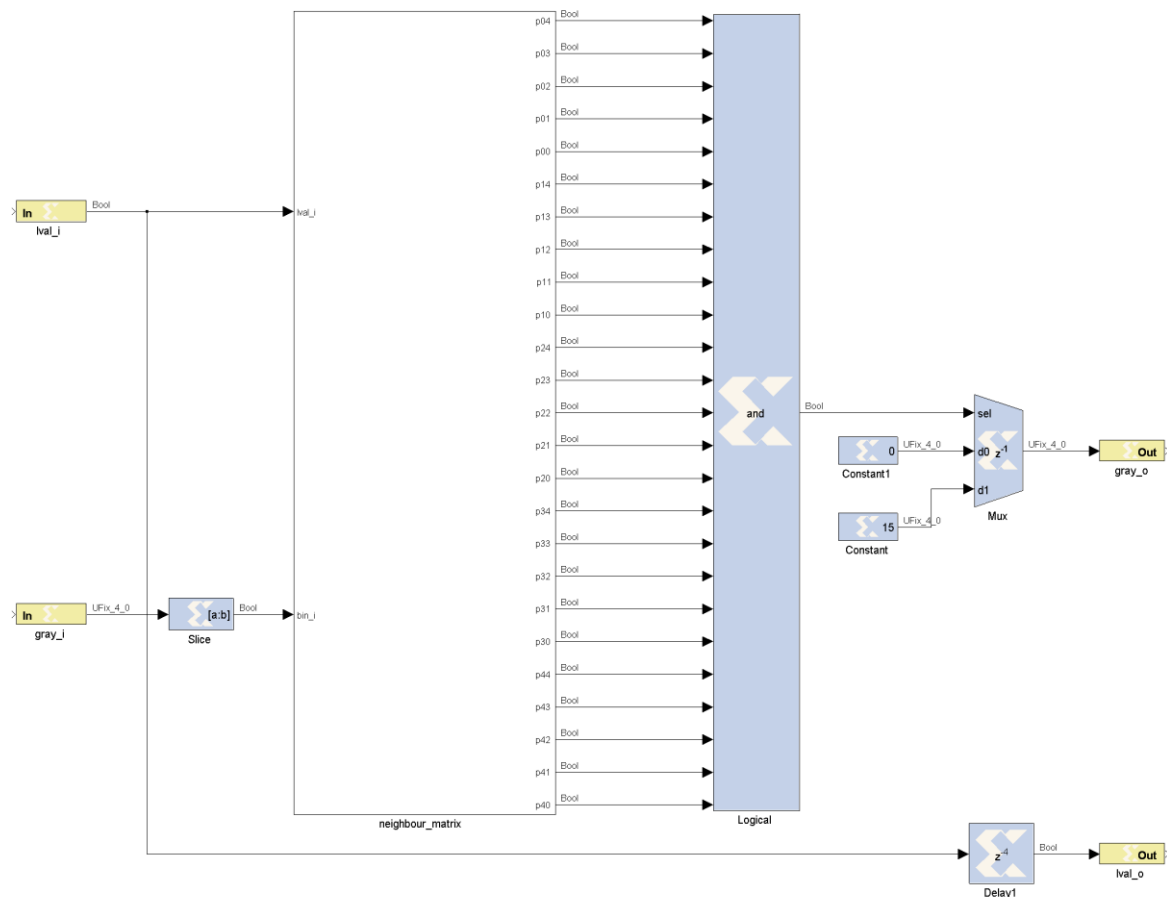 p04 Bool
p03 Bool
p02 Bool
p01 Bool
p00 Bool
p14 Bool
In Bool lval_i
lval_i
p13 Bool
p12 Bool
p11 Bool
p10 Bool
p24 Bool
p23 Bool
p22 Bool and Bool sel
p21 Bool
0 UFix_4_0 d0 z-1 UFix_4_0 Out
Constant1 gray_o
p20 Bool
d1
Mux
p34 Bool
15 UFix_4_0
Constant
p33 Bool
p32 Bool
p31 Bool
In UFix_4_0 [a:b] Bool bin_i
gray_i Slice
p30 Bool
p44 Bool
p43 Bool
p42 Bool
p41 Bool
p40 Bool
neighbour_matrix Logical
z-4 Bool Out
Delay1 lval_o